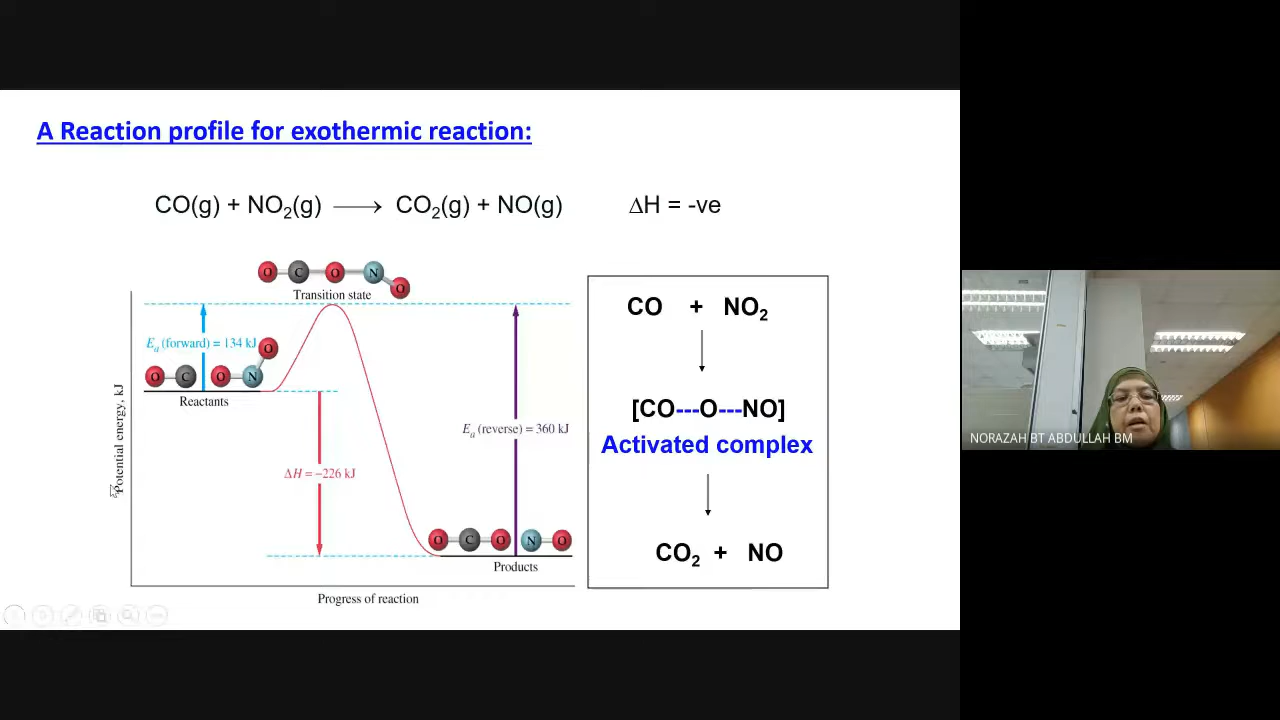 A Reaction profile for exothermic reaction:
CO(g) + NO₂(g) ⟶ CO₂(g) + NO(g) ΔH = -ve
O C O N O
Transition state
Eₐ (forward) = 134 kJ
O
O C O N
Reactants
Potential energy, kJ
ΔH = −226 kJ
Eₐ (reverse) = 360 kJ
O C O N O
Products
Progress of reaction
CO + NO₂
[CO---O---NO]
Activated complex
CO₂ + NO
NORAZAH BT ABDULLAH BM